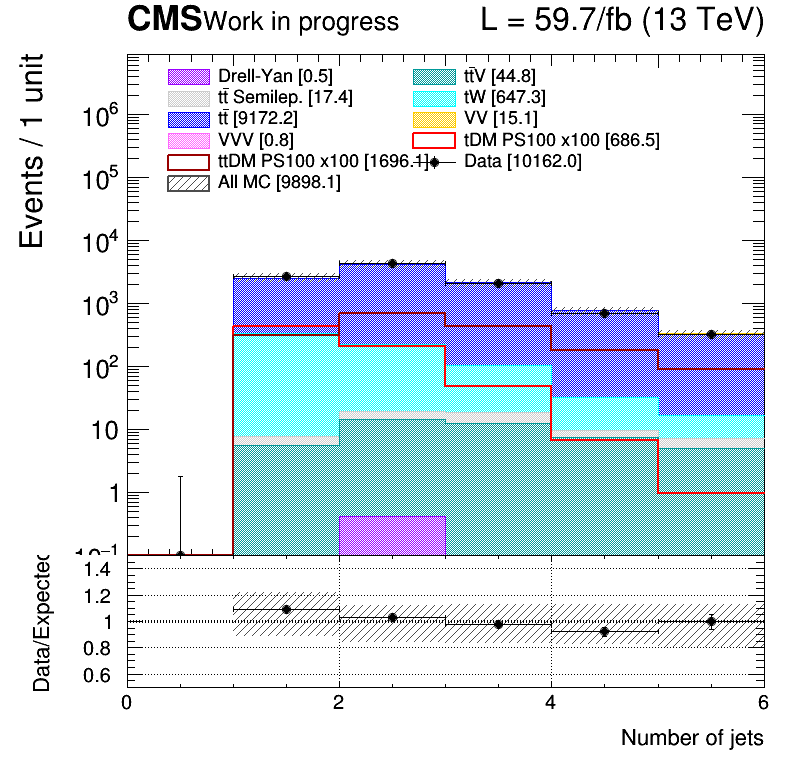 CMS Work in progress L = 59.7/fb (13 TeV)
Events / 1 unit
Drell-Yan [0.5] tt̄V [44.8]
tt̄ Semilep. [17.4] tW [647.3]
tt̄ [9172.2] VV [15.1]
VVV [0.8] tDM PS100 x100 [686.5]
ttDM PS100 x100 [1696.1] Data [10162.0]
All MC [9898.1]
10⁶
10⁵
10⁴
10³
10²
10
1
10⁻¹
Data/Expected
1.4
1.2
1
0.8
0.6
0 2 4 6
Number of jets